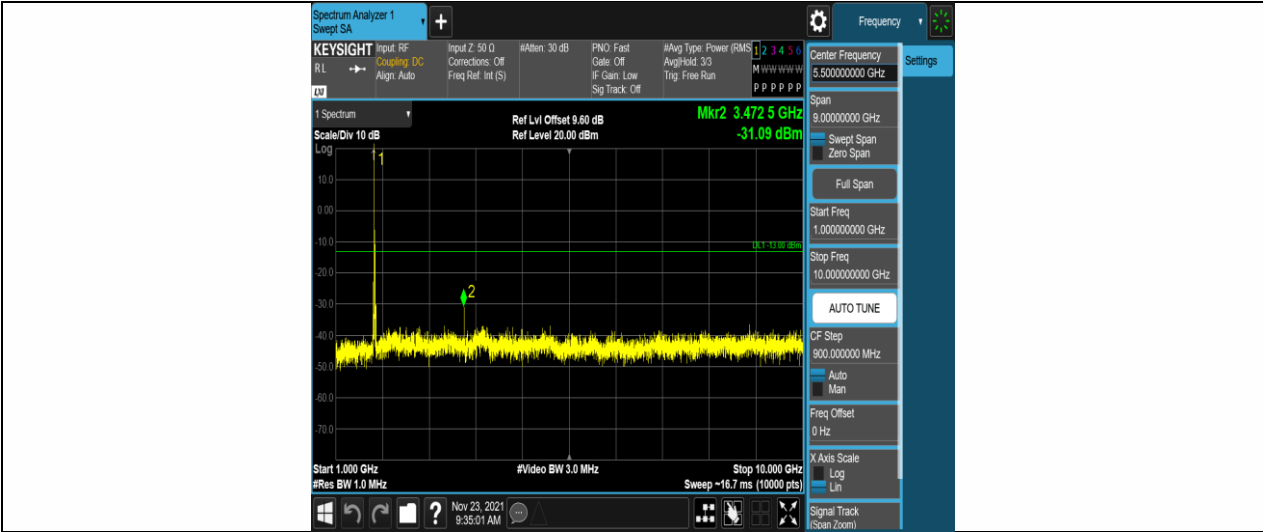 Spectrum Analyzer 1
Swept SA
+
Frequency
KEYSIGHT
RL
LXI
Input: RF
Coupling: DC
Align: Auto
Input Z: 50 Ω
Corrections: Off
Freq Ref: Int (S)
#Atten: 30 dB
PNO: Fast
Gate: Off
IF Gain: Low
Sig Track: Off
#Avg Type: Power (RMS
Avg|Hold: 3/3
Trig: Free Run
1 2 3 4 5 6
M W W W W W
P P P P P P
1 Spectrum
Scale/Div 10 dB
Log
Ref Lvl Offset 9.60 dB
Ref Level 20.00 dBm
Mkr2 3.472 5 GHz
-31.09 dBm
1
10.0
0.00
-10.0
DL1 -13.00 dBm
-20.0
2
-30.0
-40.0
-50.0
-60.0
-70.0
Start 1.000 GHz
#Res BW 1.0 MHz
#Video BW 3.0 MHz
Stop 10.000 GHz
Sweep ~16.7 ms (10000 pts)
?
Nov 23, 2021
9:35:01 AM
Center Frequency
5.500000000 GHz
Settings
Span
9.00000000 GHz
Swept Span
Zero Span
Full Span
Start Freq
1.000000000 GHz
Stop Freq
10.000000000 GHz
AUTO TUNE
CF Step
900.000000 MHz
Auto
Man
Freq Offset
0 Hz
X Axis Scale
Log
Lin
Signal Track
(Span Zoom)